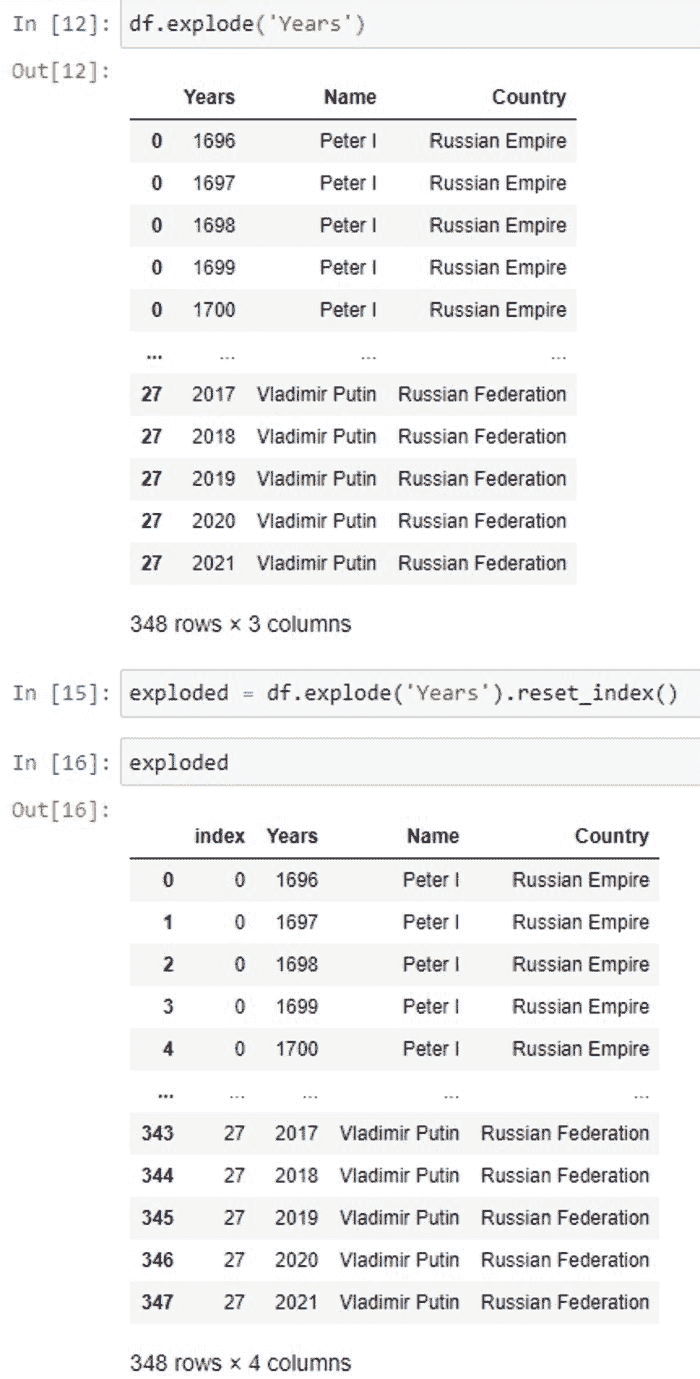 In [12]: df.explode('Years')
Out[12]:
Years Name Country
0 1696 Peter I Russian Empire
0 1697 Peter I Russian Empire
0 1698 Peter I Russian Empire
0 1699 Peter I Russian Empire
0 1700 Peter I Russian Empire
... ... ... ...
27 2017 Vladimir Putin Russian Federation
27 2018 Vladimir Putin Russian Federation
27 2019 Vladimir Putin Russian Federation
27 2020 Vladimir Putin Russian Federation
27 2021 Vladimir Putin Russian Federation
348 rows × 3 columns
In [15]: exploded = df.explode('Years').reset_index()
In [16]: exploded
Out[16]:
index Years Name Country
0 0 1696 Peter I Russian Empire
1 0 1697 Peter I Russian Empire
2 0 1698 Peter I Russian Empire
3 0 1699 Peter I Russian Empire
4 0 1700 Peter I Russian Empire
... ... ... ... ...
343 27 2017 Vladimir Putin Russian Federation
344 27 2018 Vladimir Putin Russian Federation
345 27 2019 Vladimir Putin Russian Federation
346 27 2020 Vladimir Putin Russian Federation
347 27 2021 Vladimir Putin Russian Federation
348 rows × 4 columns